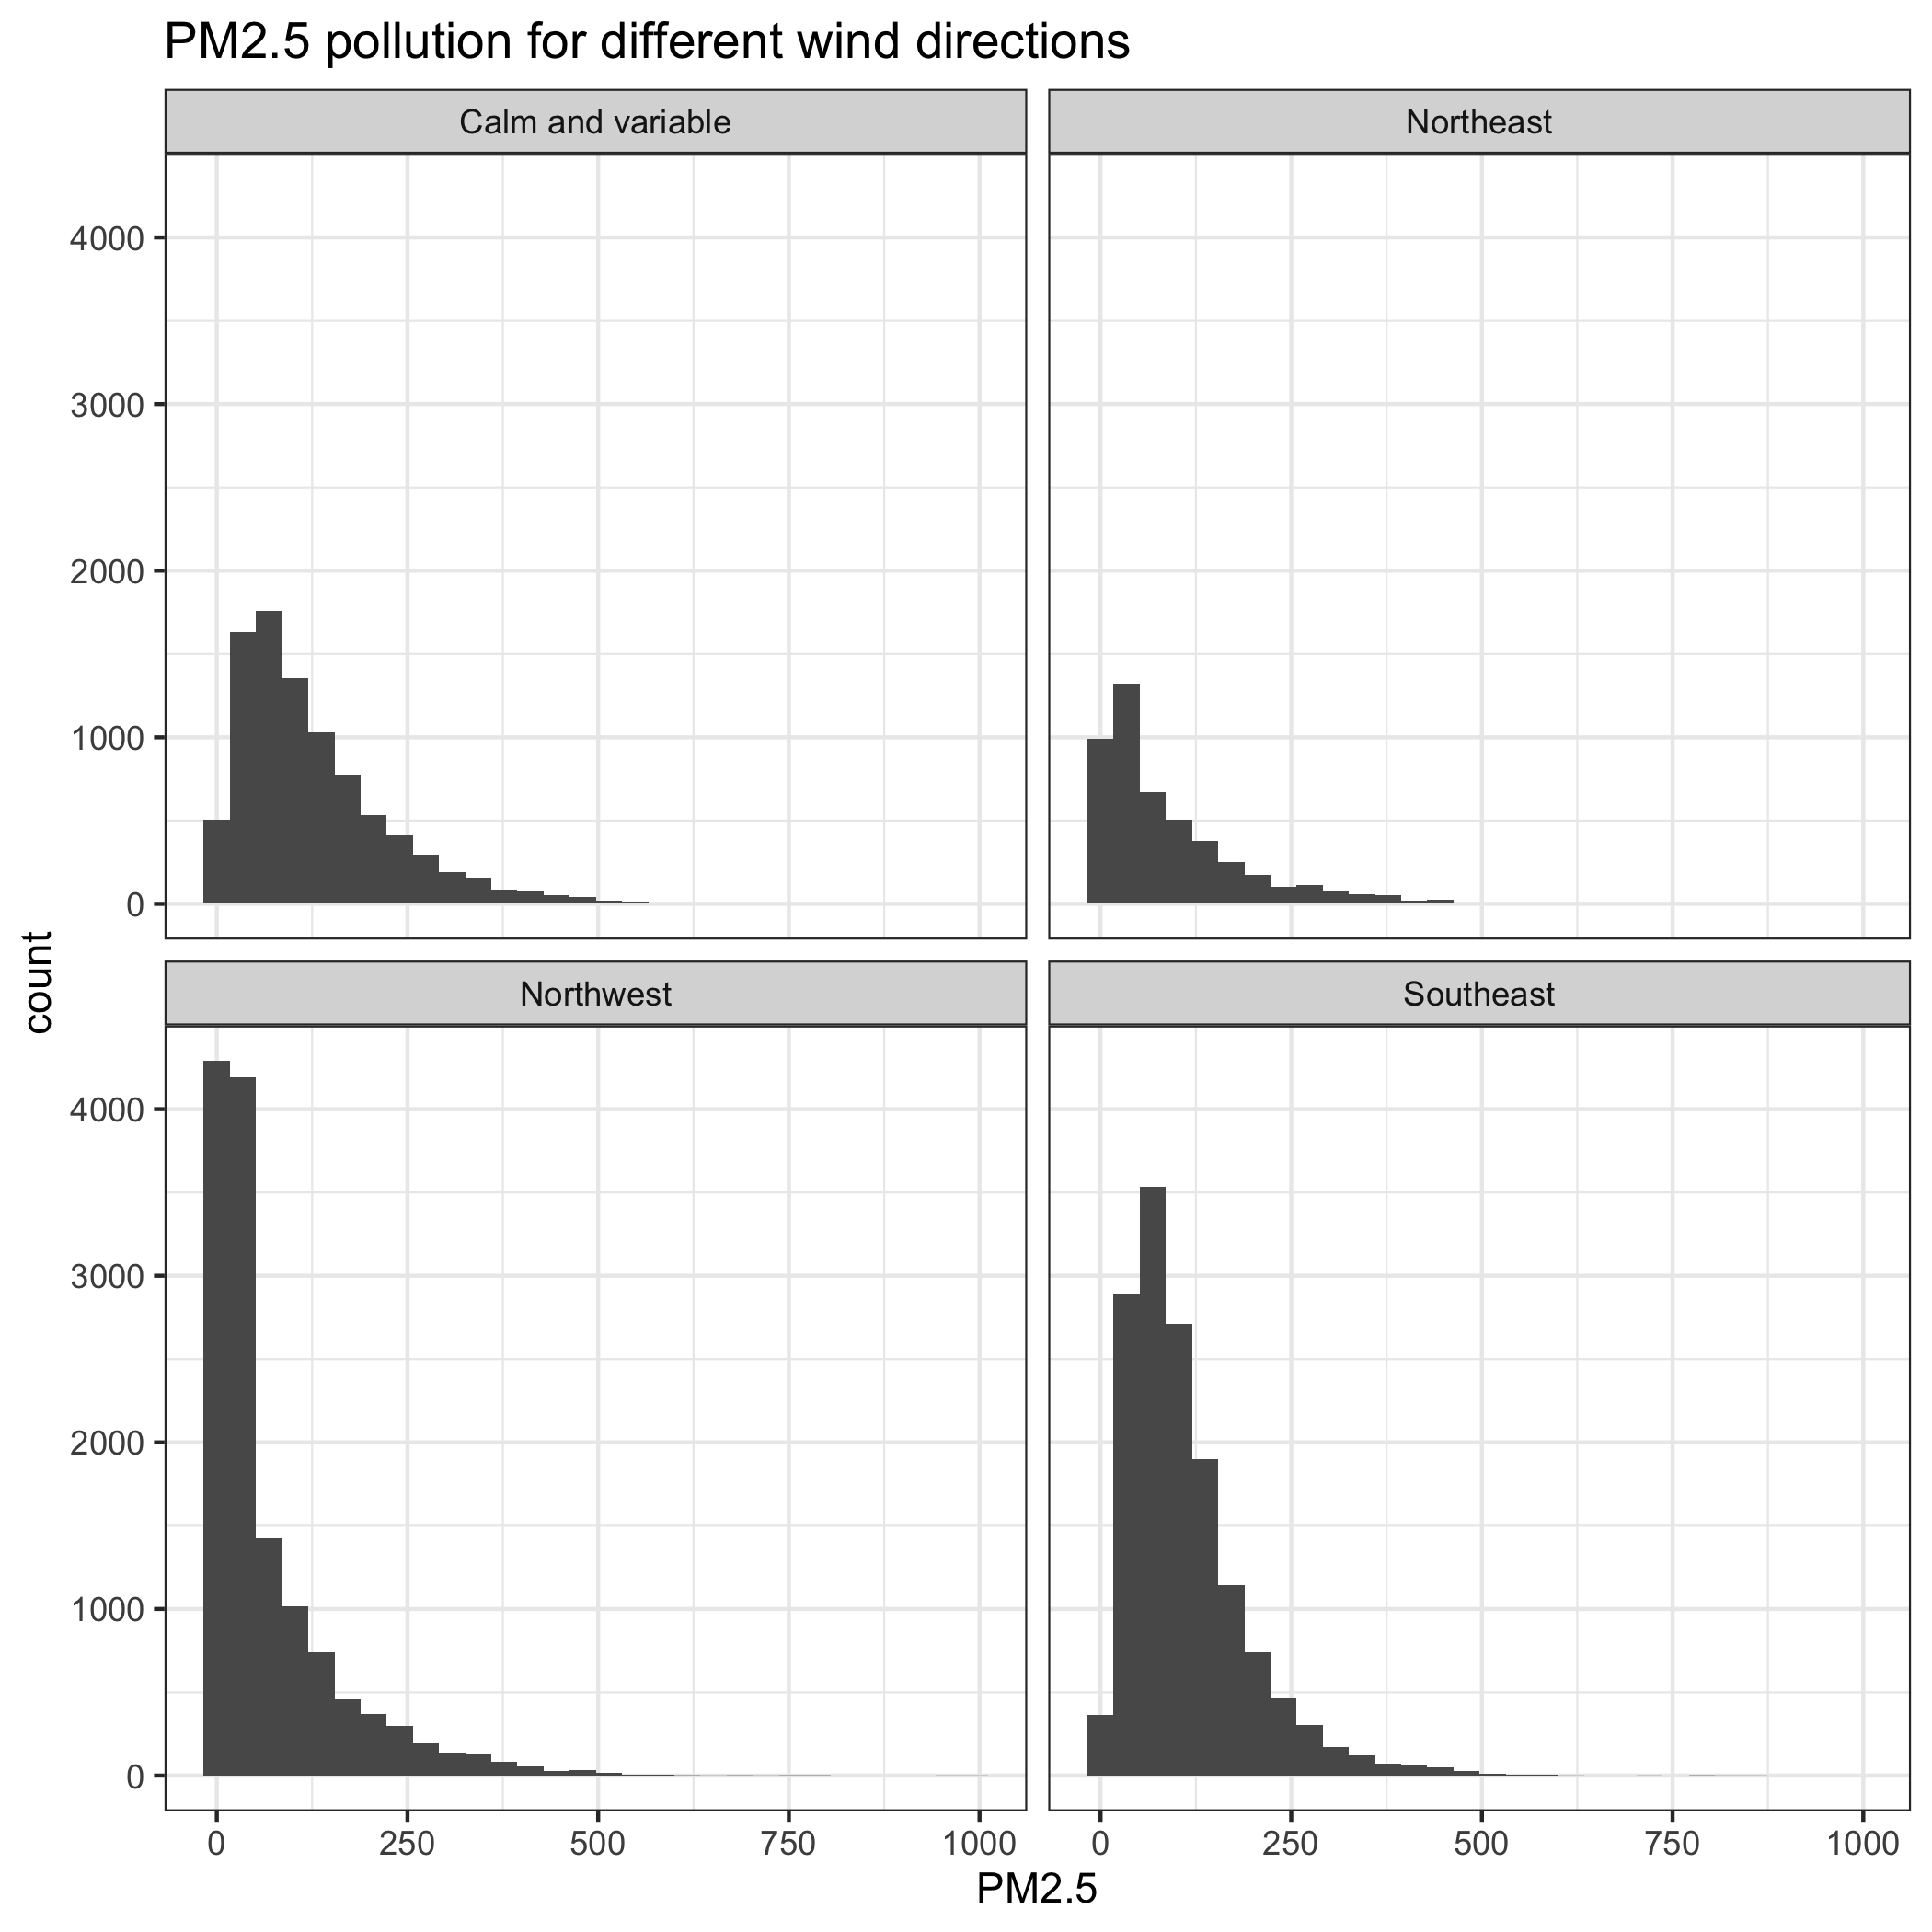 PM2.5 pollution for different wind directions
Calm and variable
Northeast
4000
3000
2000
1000
0
count
Northwest
Southeast
4000
3000
2000
1000
0
0 250 500 750 1000
0 250 500 750 1000
PM2.5